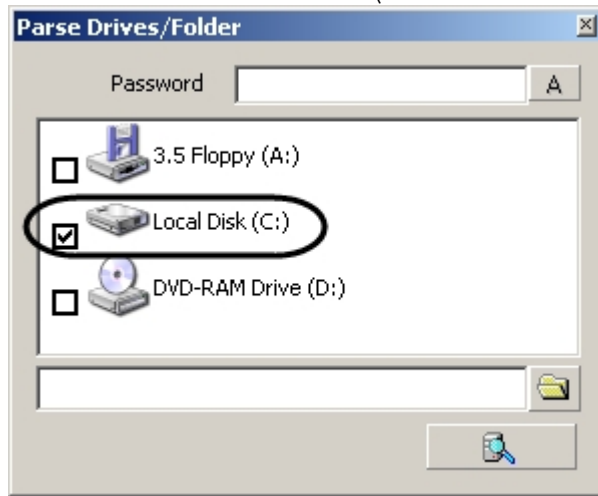 Parse Drives/Folder
Password
A
3.5 Floppy (A:)
Local Disk (C:)
DVD-RAM Drive (D:)